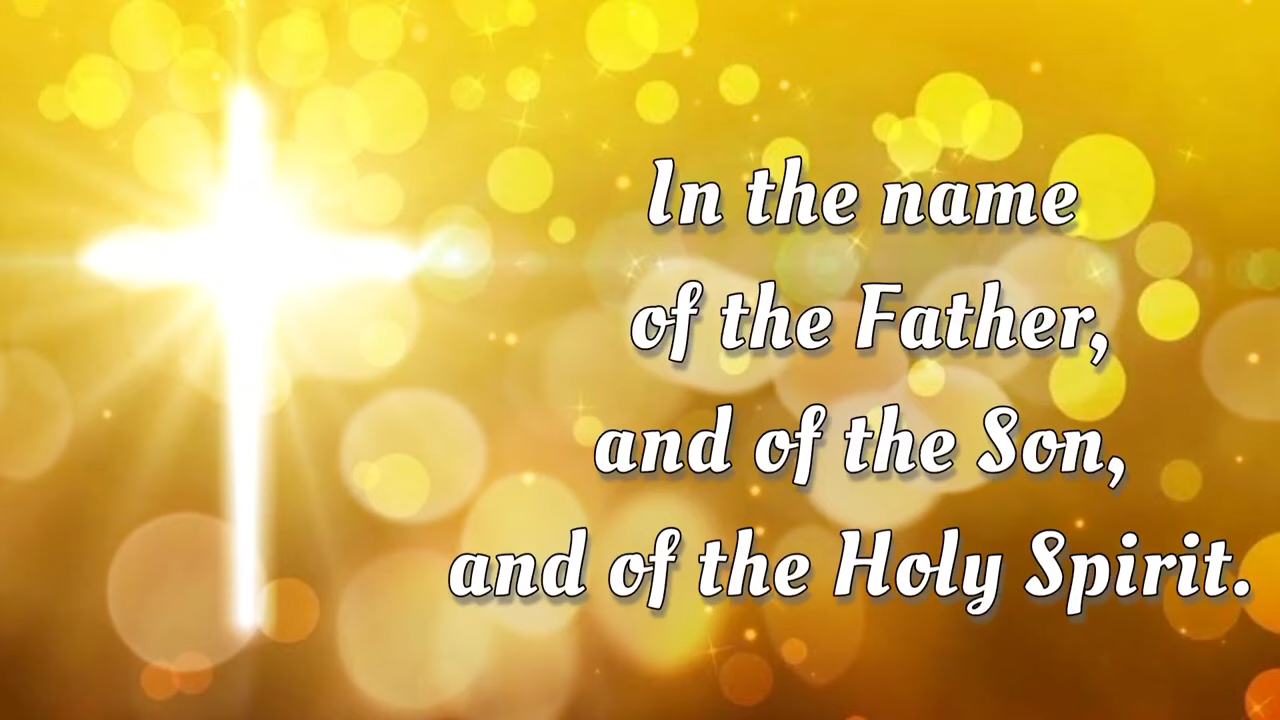 In the name
of the Father,
and of the Son,
and of the Holy Spirit.